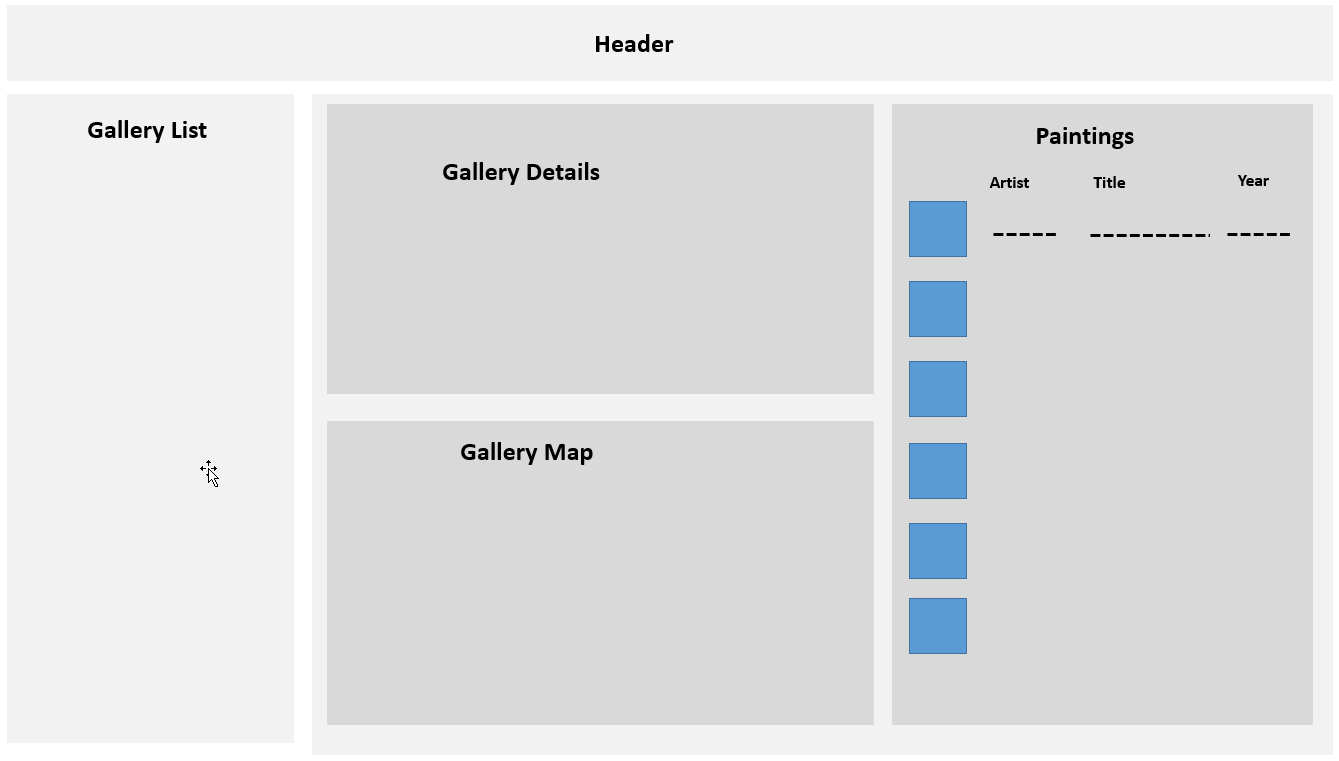 Header
Gallery List
Gallery Details
Gallery Map
Paintings
Artist Title Year